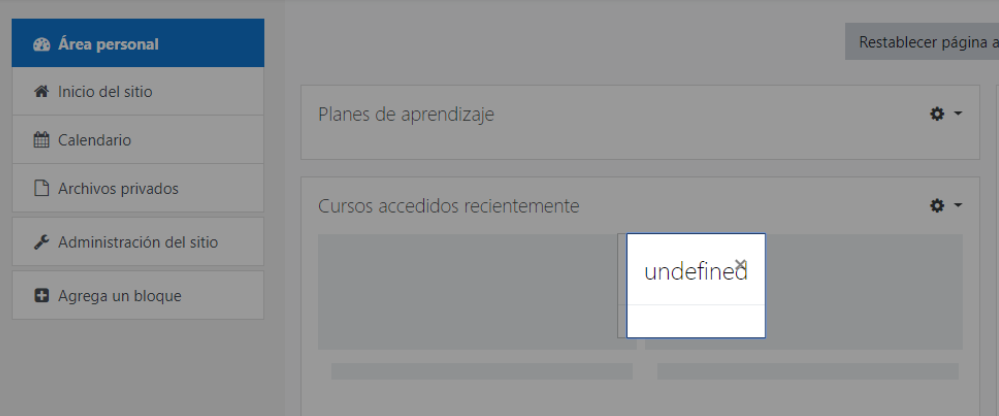 Área personal
Inicio del sitio
Calendario
Archivos privados
Administración del sitio
Agrega un bloque
Restablecer página a
Planes de aprendizaje
Cursos accedidos recientemente
undefined